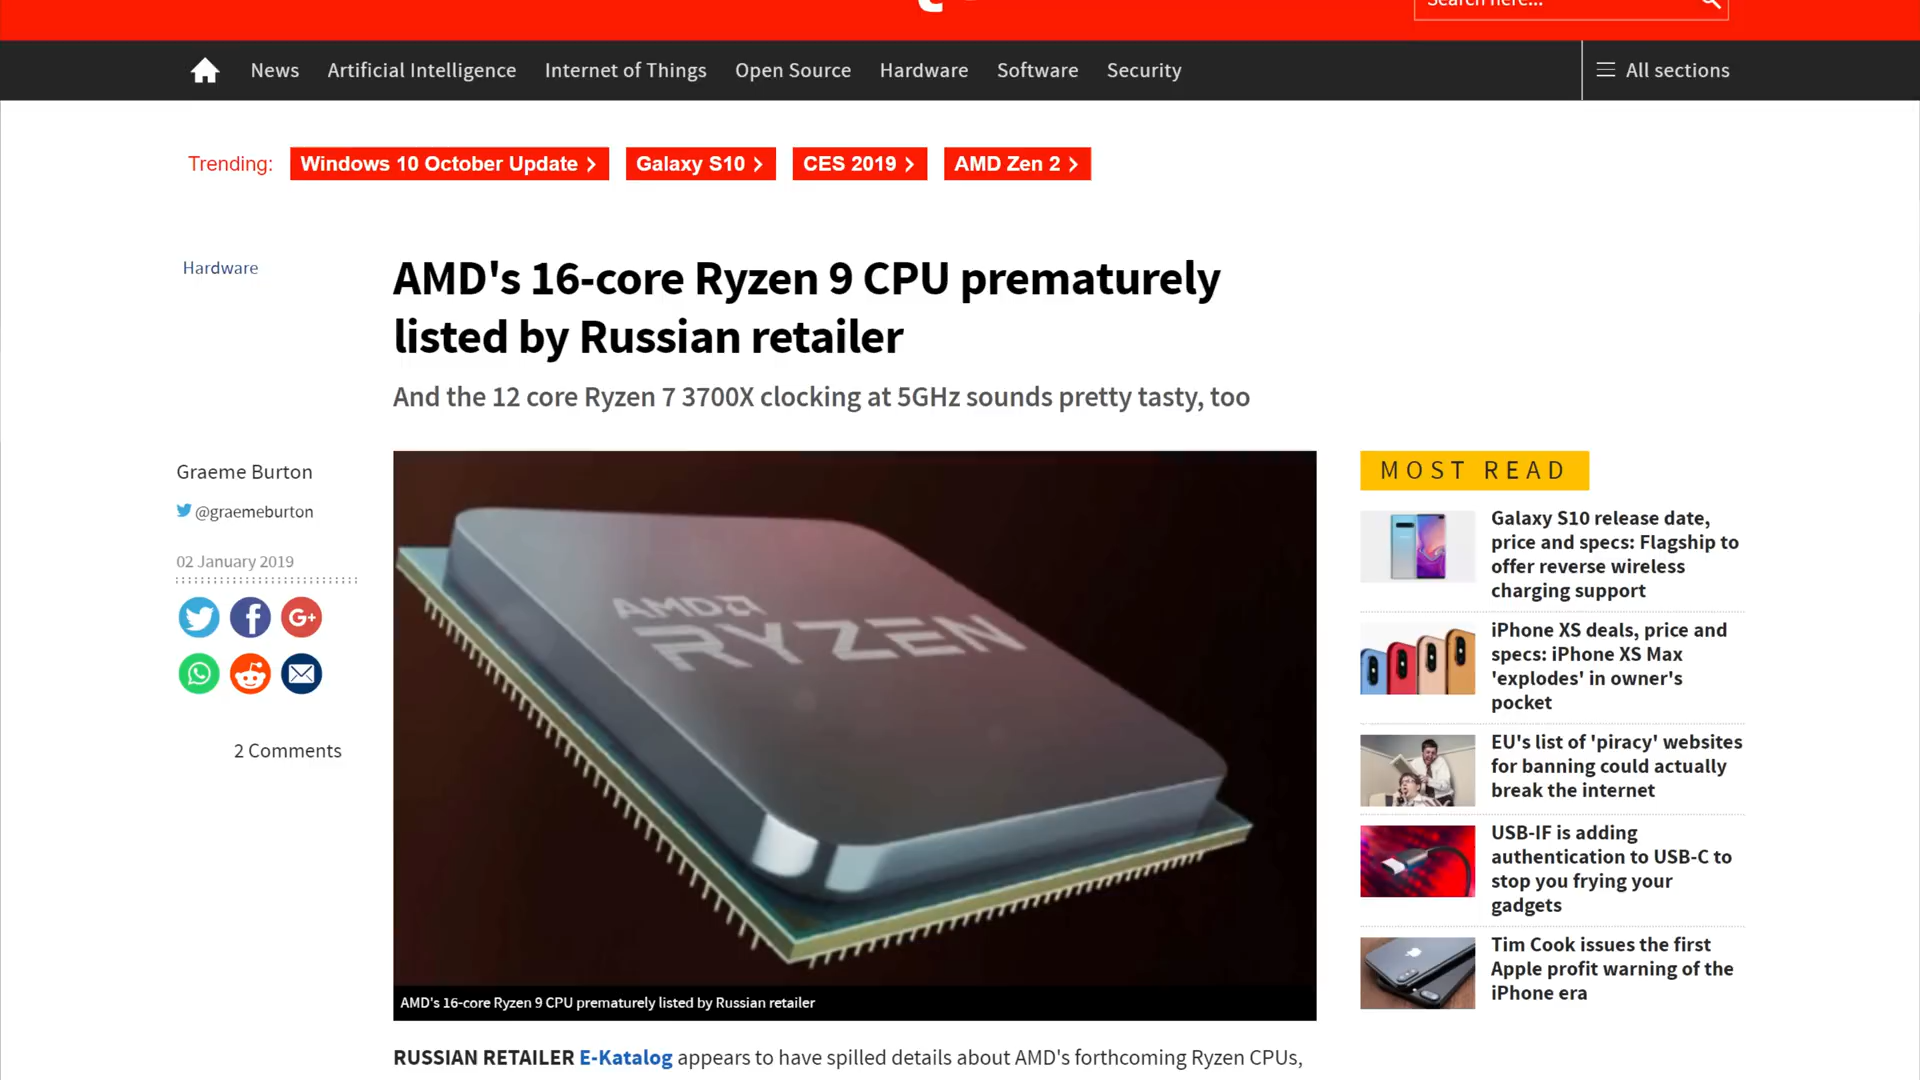 Search here...
News Artificial Intelligence Internet of Things Open Source Hardware Software Security All sections
Trending: Windows 10 October Update Galaxy S10 CES 2019 AMD Zen 2
Hardware
AMD's 16-core Ryzen 9 CPU prematurely
listed by Russian retailer
And the 12 core Ryzen 7 3700X clocking at 5GHz sounds pretty tasty, too
Graeme Burton
@graemeburton
02 January 2019
G+
2 Comments
AMD
RYZEN
AMD's 16-core Ryzen 9 CPU prematurely listed by Russian retailer
MOST READ
Galaxy S10 release date,
price and specs: Flagship to
offer reverse wireless
charging support
iPhone XS deals, price and
specs: iPhone XS Max
'explodes' in owner's
pocket
EU's list of 'piracy' websites
for banning could actually
break the internet
USB-IF is adding
authentication to USB-C to
stop you frying your
gadgets
Tim Cook issues the first
Apple profit warning of the
iPhone era
RUSSIAN RETAILER E-Katalog appears to have spilled details about AMD's forthcoming Ryzen CPUs,